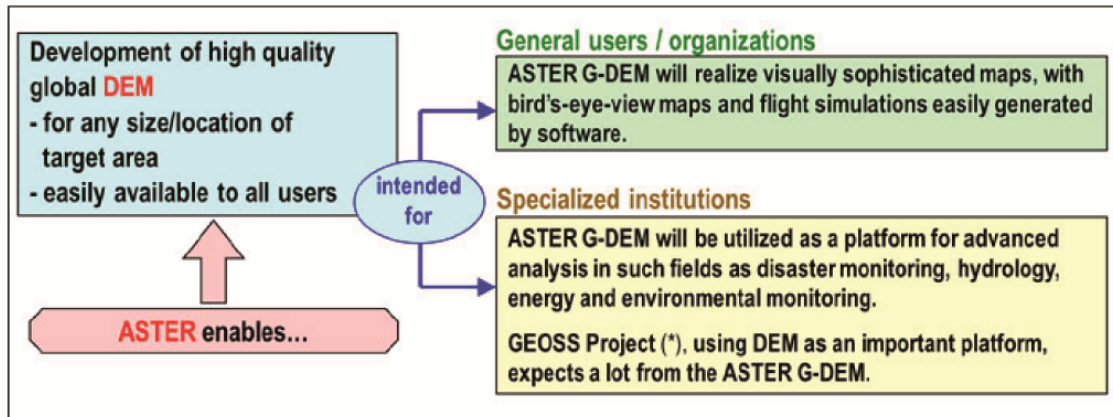 Development of high quality
global DEM
- for any size/location of
target area
- easily available to all users
ASTER enables...
intended
for
General users / organizations
ASTER G-DEM will realize visually sophisticated maps, with
bird's-eye-view maps and flight simulations easily generated
by software.
Specialized institutions
ASTER G-DEM will be utilized as a platform for advanced
analysis in such fields as disaster monitoring, hydrology,
energy and environmental monitoring.
GEOSS Project (*), using DEM as an important platform,
expects a lot from the ASTER G-DEM.